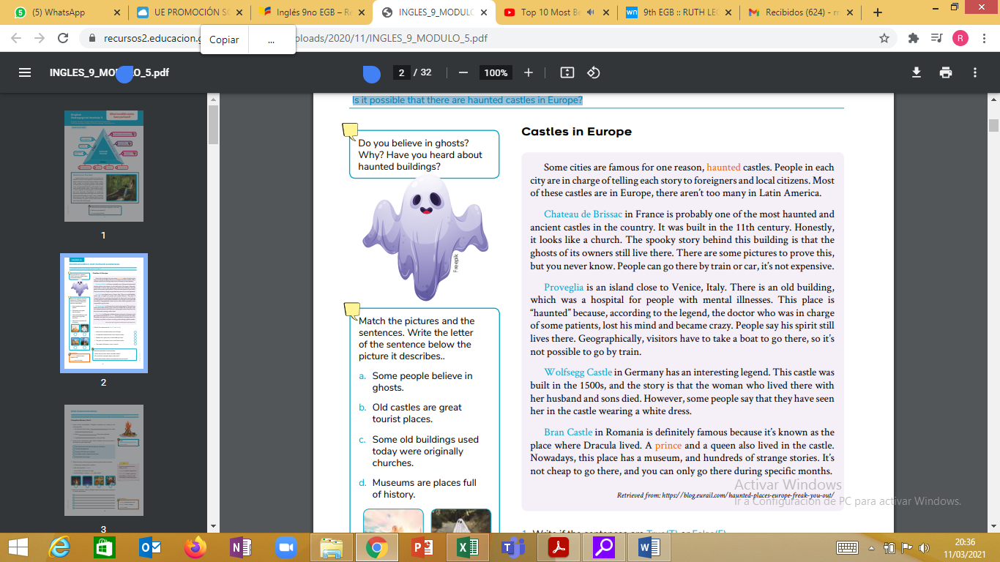 (5) WhatsApp
UE PROMOCIÓN SO
Inglés 9no EGB – Re
INGLES_9_MODULO
Top 10 Most Be
9th EGB :: RUTH LEO
Recibidos (624) - rr
recursos2.educacion.g
Copiar
...
ploads/2020/11/INGLES_9_MODULO_5.pdf
R
INGLES_9_MODULO_5.pdf
2 / 32
100%
1
2
3
Is it possible that there are haunted castles in Europe?
Do you believe in ghosts?
Why? Have you heard about
haunted buildings?
Freepik
Match the pictures and the
sentences. Write the letter
of the sentence below the
picture it describes..
a. Some people believe in
ghosts.
b. Old castles are great
tourist places.
c. Some old buildings used
today were originally
churches.
d. Museums are places full
of history.
Castles in Europe
Some cities are famous for one reason, haunted castles. People in each
city are in charge of telling each story to foreigners and local citizens. Most
of these castles are in Europe, there aren't too many in Latin America.
Chateau de Brissac in France is probably one of the most haunted and
ancient castles in the country. It was built in the 11th century. Honestly,
it looks like a church. The spooky story behind this building is that the
ghosts of its owners still live there. There are some pictures to prove this,
but you never know. People can go there by train or car, it's not expensive.
Proveglia is an island close to Venice, Italy. There is an old building,
which was a hospital for people with mental illnesses. This place is
“haunted” because, according to the legend, the doctor who was in charge
of some patients, lost his mind and became crazy. People say his spirit still
lives there. Geographically, visitors have to take a boat to go there, so it's
not possible to go by train.
Wolfsegg Castle in Germany has an interesting legend. This castle was
built in the 1500s, and the story is that the woman who lived there with
her husband and sons died. However, some people say that they have seen
her in the castle wearing a white dress.
Bran Castle in Romania is definitely famous because it's known as the
place where Dracula lived. A prince and a queen also lived in the castle.
Nowadays, this place has a museum, and hundreds of strange stories. It's
not cheap to go there, and you can only go there during specific months.
Retrieved from: https://blog.eurail.com/haunted-places-europe-freak-you-out/
Activar Windows
Ir a Configuración de PC para activar Windows.
1. Write if the sentences are True(T) or False(F)
20:36
11/03/2021